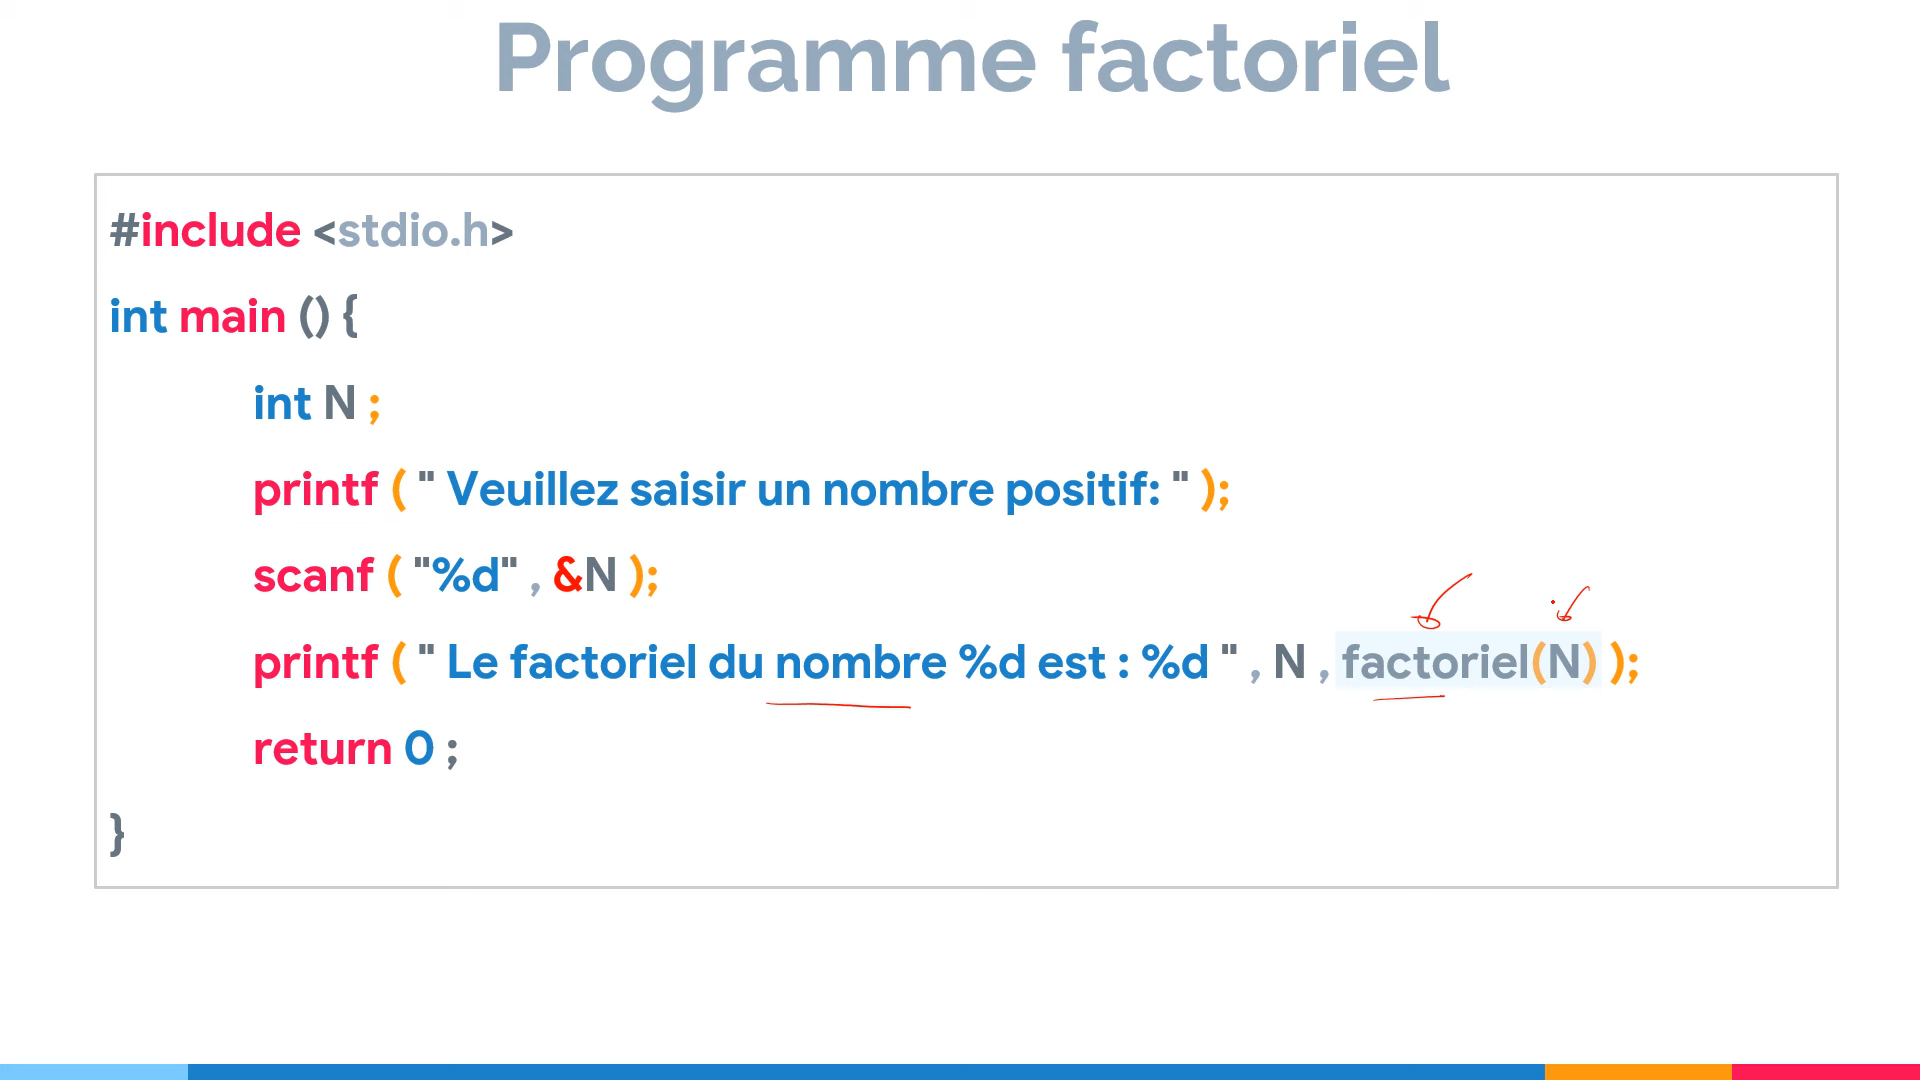 Programme factoriel
#include <stdio.h>
int main () {
int N ;
printf ( " Veuillez saisir un nombre positif: " );
scanf ( "%d" , &N );
printf ( " Le factoriel du nombre %d est : %d " , N , factoriel(N) );
return 0 ;
}